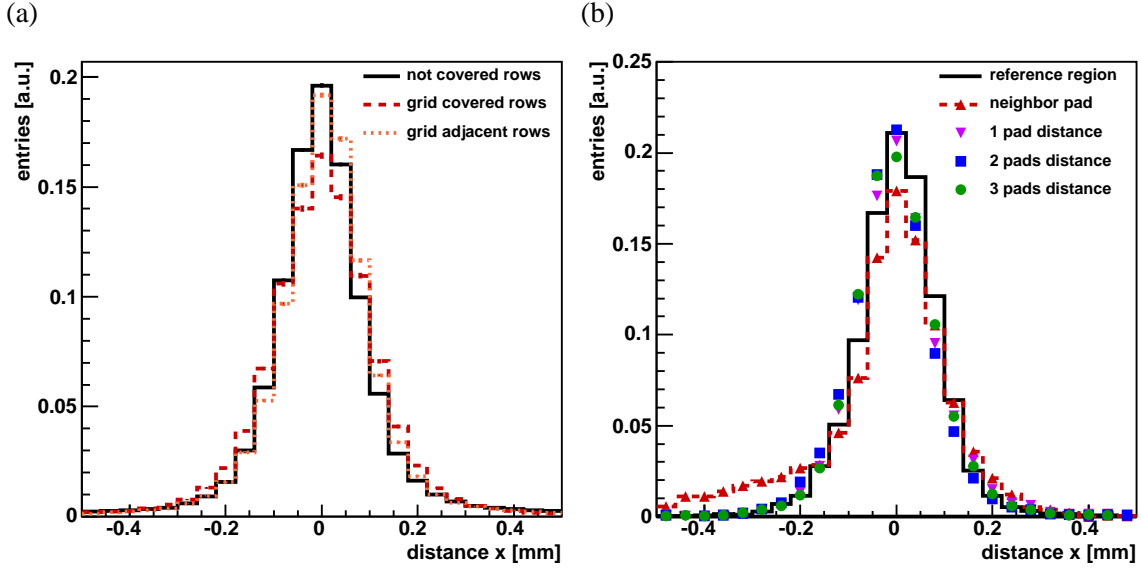 (a)
(b)
entries [a.u.]
0.2
0.15
0.1
0.05
0
not covered rows
grid covered rows
grid adjacent rows
-0.4
-0.2
0
0.2
0.4
distance x [mm]
entries [a.u.]
0.25
0.2
0.15
0.1
0.05
0
reference region
neighbor pad
1 pad distance
2 pads distance
3 pads distance
-0.4
-0.2
0
0.2
0.4
distance x [mm]